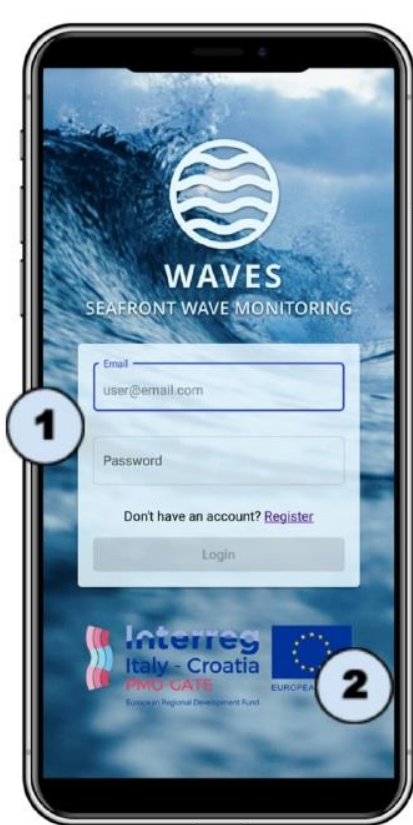 WAVES
SEAFRONT WAVE MONITORING
Email
user@email.com
1
Password
Don't have an account? Register
Login
Interreg
Italy - Croatia
PMO-GATE
European Regional Development Fund
2